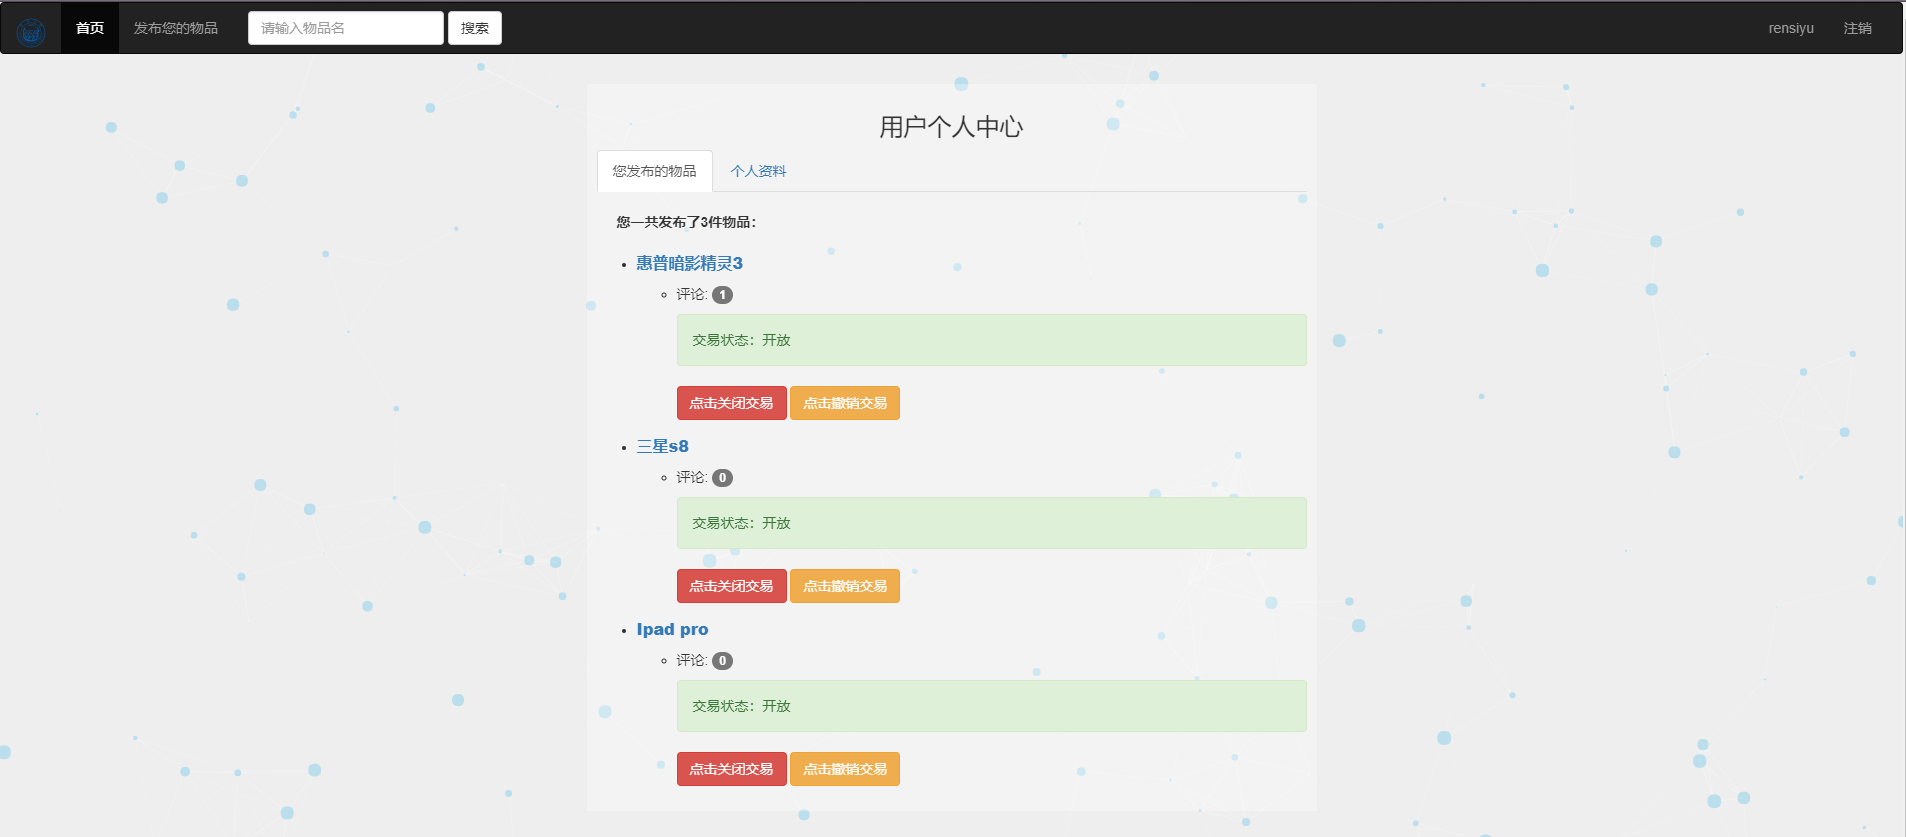 首页 发布您的物品 请输入物品名 搜索 rensiyu 注销
用户个人中心
您发布的物品 个人资料
您一共发布了3件物品：
惠普暗影精灵3
评论: 1
交易状态：开放
点击关闭交易 点击撤销交易
三星s8
评论: 0
交易状态：开放
点击关闭交易 点击撤销交易
Ipad pro
评论: 0
交易状态：开放
点击关闭交易 点击撤销交易